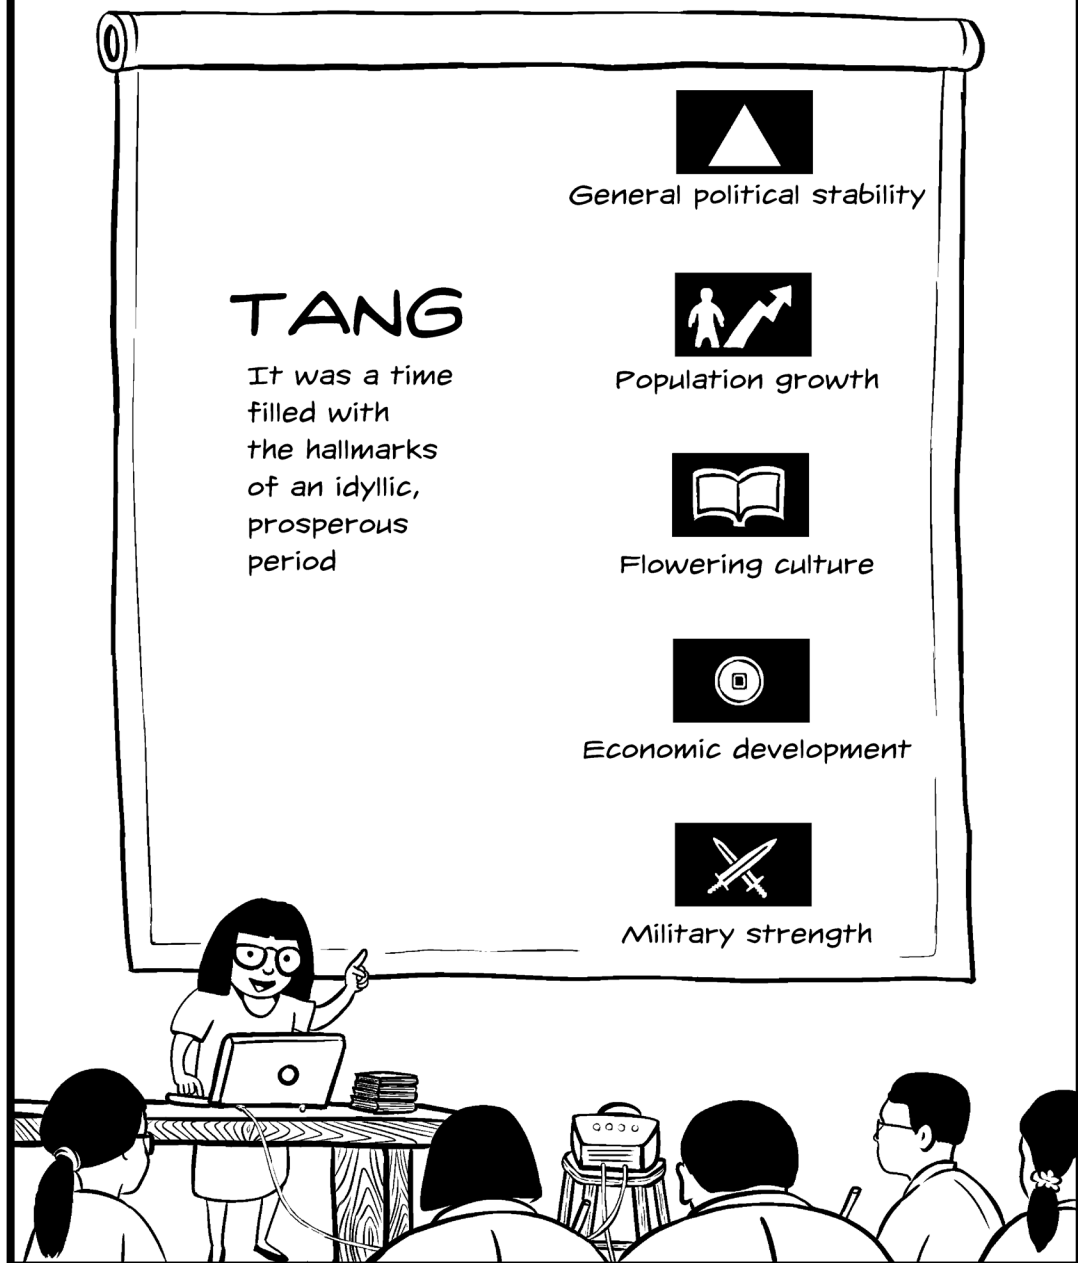 TANG
It was a time
filled with
the hallmarks
of an idyllic,
prosperous
period
General political stability
Population growth
Flowering culture
Economic development
Military strength